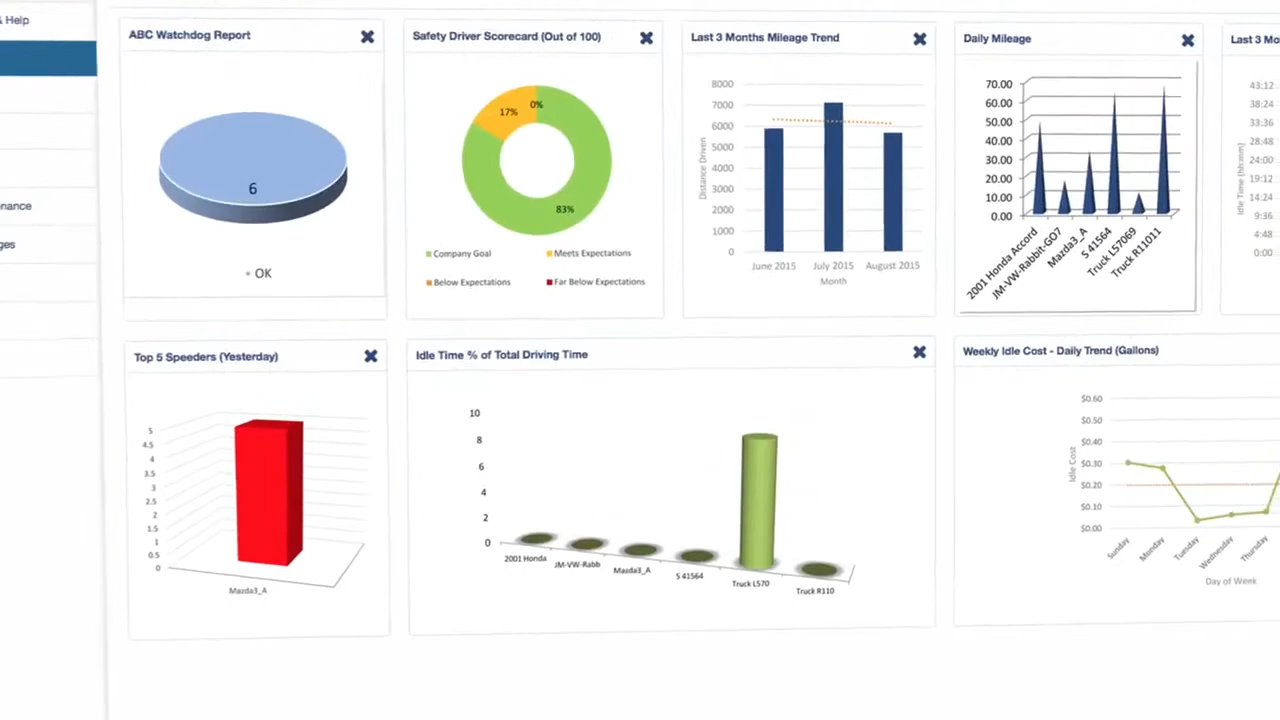 & Help
nance
ges
ABC Watchdog Report
6
OK
Safety Driver Scorecard (Out of 100)
17%
0%
83%
Company Goal
Meets Expectations
Below Expectations
Far Below Expectations
Last 3 Months Mileage Trend
8000
7000
6000
5000
4000
3000
2000
1000
0
Distance Driven
June 2015
July 2015
August 2015
Month
Daily Mileage
70.00
60.00
50.00
40.00
30.00
20.00
10.00
0.00
2001 Honda Accord
JM-VW-Rabbit-GO7
Mazda3_A
S 41564
Truck L57069
Truck R11011
Last 3 Mo
43:12
38:24
33:36
28:48
24:00
19:12
14:24
9:36
4:48
0:00
Idle Time (hh:mm)
Top 5 Speeders (Yesterday)
5
4.5
4
3.5
3
2.5
2
1.5
1
0.5
0
Mazda3_A
Idle Time % of Total Driving Time
10
8
6
4
2
0
2001 Honda
JM-VW-Rabb
Mazda3_A
S 41564
Truck L570
Truck R110
Weekly Idle Cost - Daily Trend (Gallons)
$0.60
$0.50
$0.40
$0.30
$0.20
$0.10
$0.00
Idle Cost
Sunday
Monday
Tuesday
Wednesday
Thursday
Day of Week